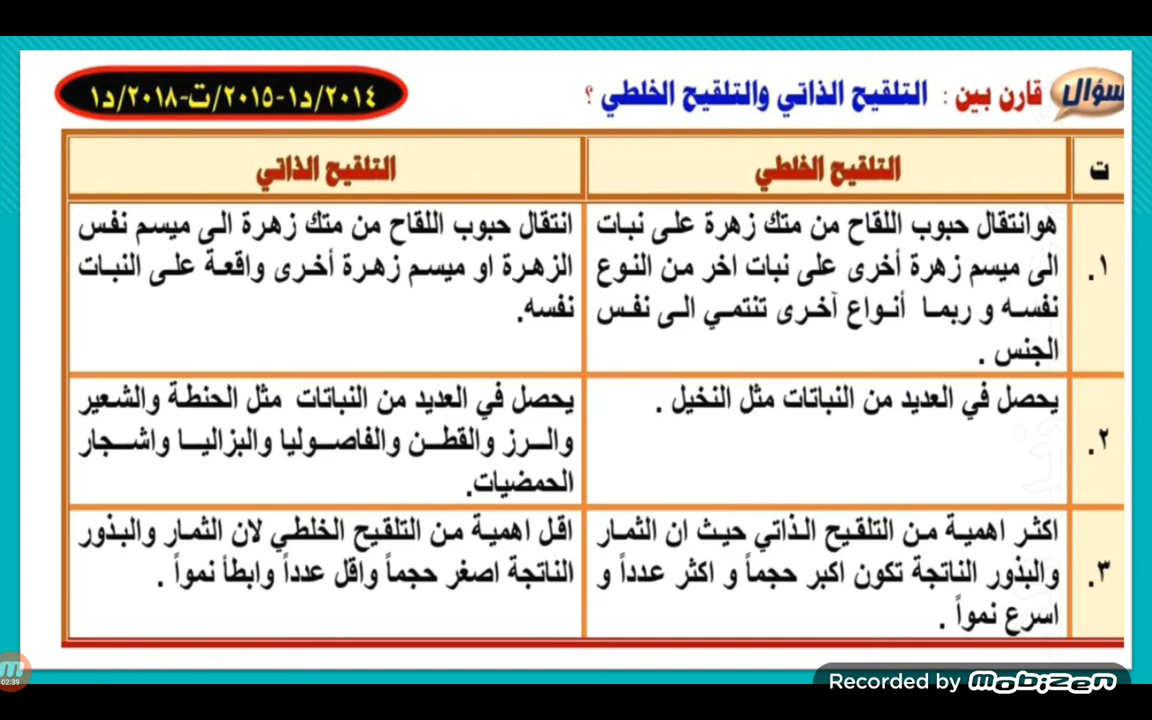 سؤال قارن بين : التلقيح الذاتي والتلقيح الخلطي ؟
٢٠١٤/د١-٢٠١٥/ت-٢٠١٨/د١
ت
التلقيح الخلطي
التلقيح الذاتي
١.
هو انتقال حبوب اللقاح من متك زهرة على نبات
الى ميسم زهرة أخرى على نبات اخر من النوع
نفسه و ربما أنواع آخرى تنتمي الى نفس
الجنس .
انتقال حبوب اللقاح من متك زهرة الى ميسم نفس
الزهرة او ميسم زهرة أخرى واقعة على النبات
نفسه.
٢.
يحصل في العديد من النباتات مثل النخيل .
يحصل في العديد من النباتات مثل الحنطة والشعير
والرز والقطن والفاصوليا والبزاليا واشجار
الحمضيات.
٣.
اكثر اهمية من التلقيح الذاتي حيث ان الثمار
والبذور الناتجة تكون اكبر حجماً و اكثر عدداً و
اسرع نمواً .
اقل اهمية من التلقيح الخلطي لان الثمار والبذور
الناتجة اصغر حجماً واقل عدداً وابطأ نمواً .
02:39
Recorded by mobizen